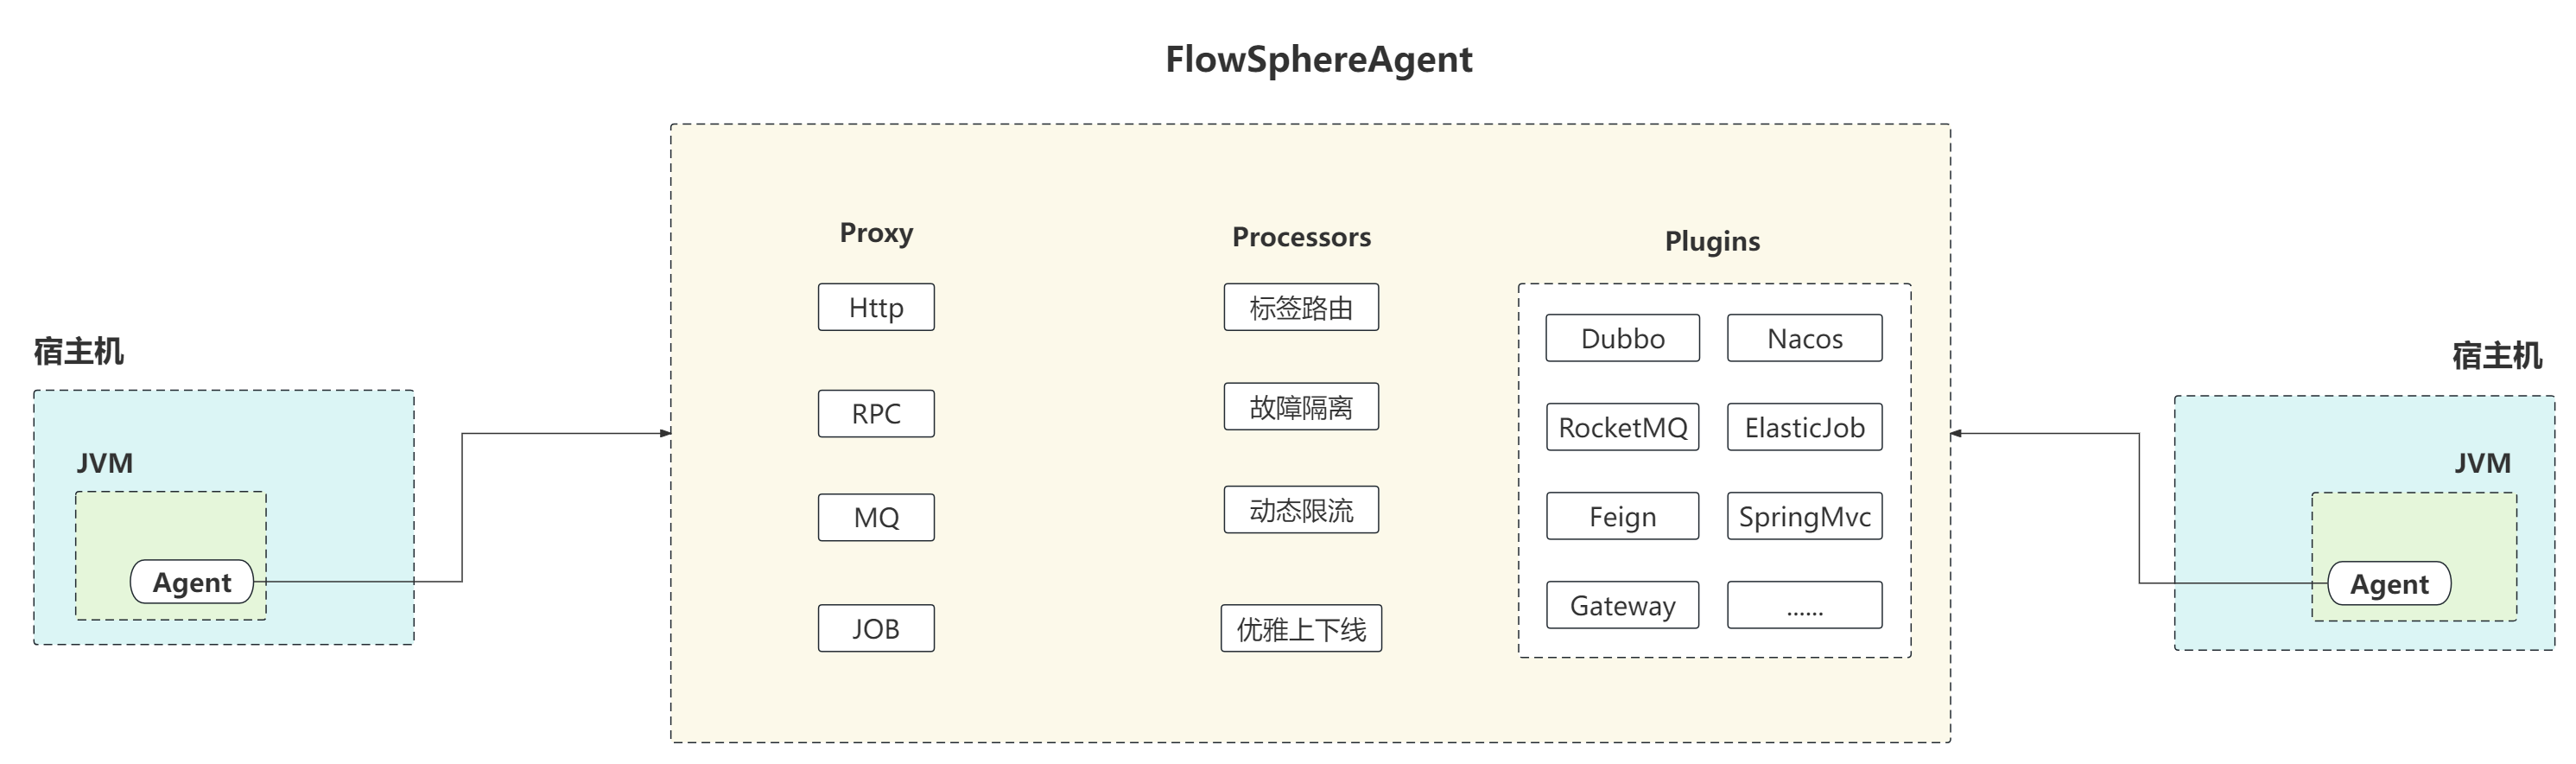 FlowSphereAgent
宿主机
JVM
Agent
Proxy
Http
RPC
MQ
JOB
Processors
标签路由
故障隔离
动态限流
优雅上下线
Plugins
Dubbo
Nacos
RocketMQ
ElasticJob
Feign
SpringMvc
Gateway
......
宿主机
JVM
Agent